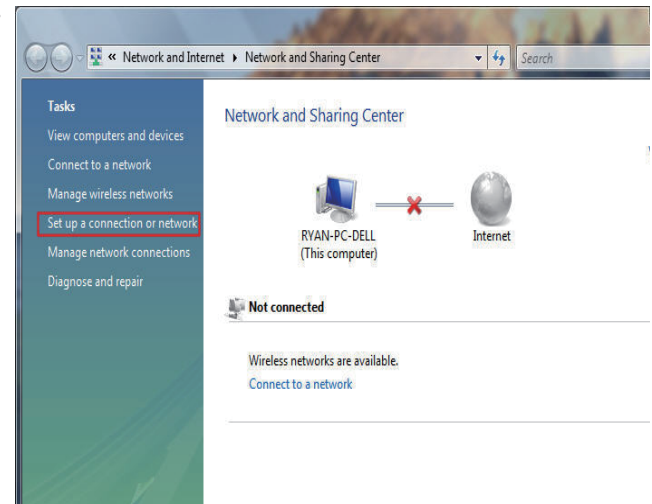 « Network and Internet ▸ Network and Sharing Center
Search
Tasks
View computers and devices
Connect to a network
Manage wireless networks
Set up a connection or network
Manage network connections
Diagnose and repair
Network and Sharing Center
RYAN-PC-DELL
(This computer)
Internet
Not connected
Wireless networks are available.
Connect to a network